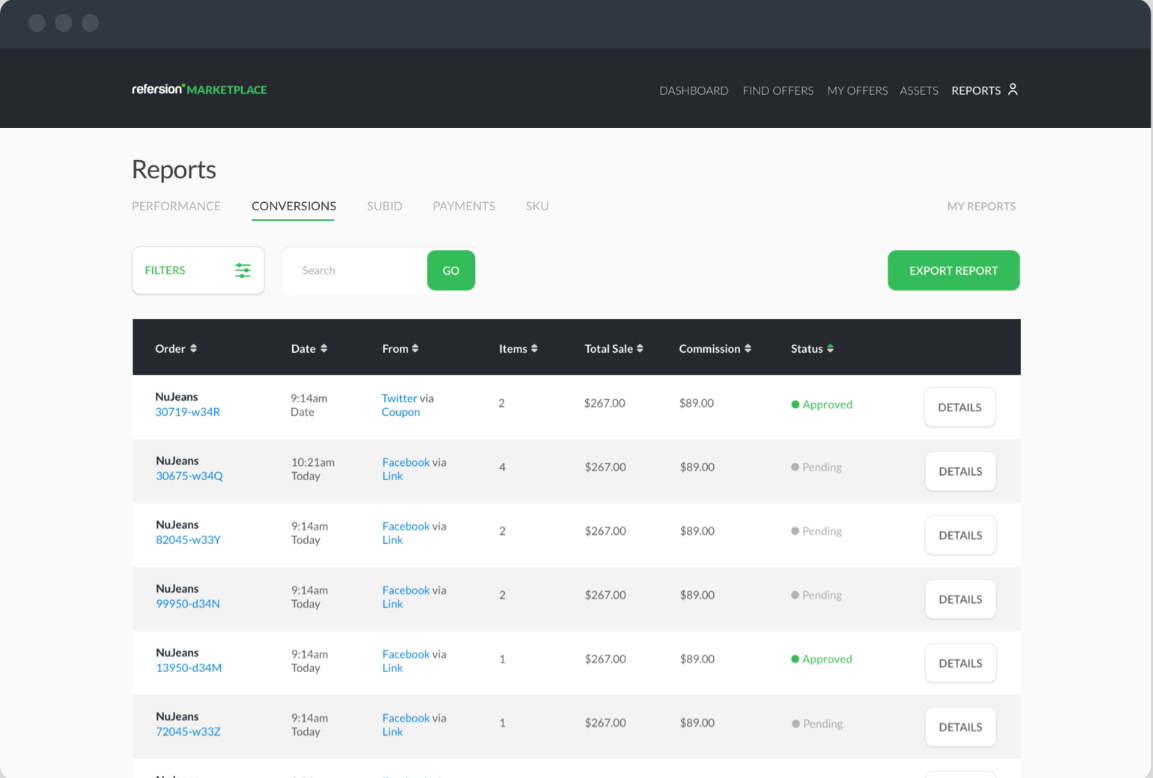 refersion MARKETPLACE DASHBOARD FIND OFFERS MY OFFERS ASSETS REPORTS
Reports
PERFORMANCE CONVERSIONS SUBID PAYMENTS SKU MY REPORTS
FILTERS Search GO EXPORT REPORT
Order Date From Items Total Sale Commission Status
NuJeans 9:14am Twitter via 2 $267.00 $89.00 Approved DETAILS
30719-w34R Date Coupon
NuJeans 10:21am Facebook via 4 $267.00 $89.00 Pending DETAILS
30675-w34Q Today Link
NuJeans 9:14am Facebook via 2 $267.00 $89.00 Pending DETAILS
82045-w33Y Today Link
NuJeans 9:14am Facebook via 2 $267.00 $89.00 Pending DETAILS
99950-d34N Today Link
NuJeans 9:14am Facebook via 1 $267.00 $89.00 Approved DETAILS
13950-d34M Today Link
NuJeans 9:14am Facebook via 1 $267.00 $89.00 Pending DETAILS
72045-w33Z Today Link